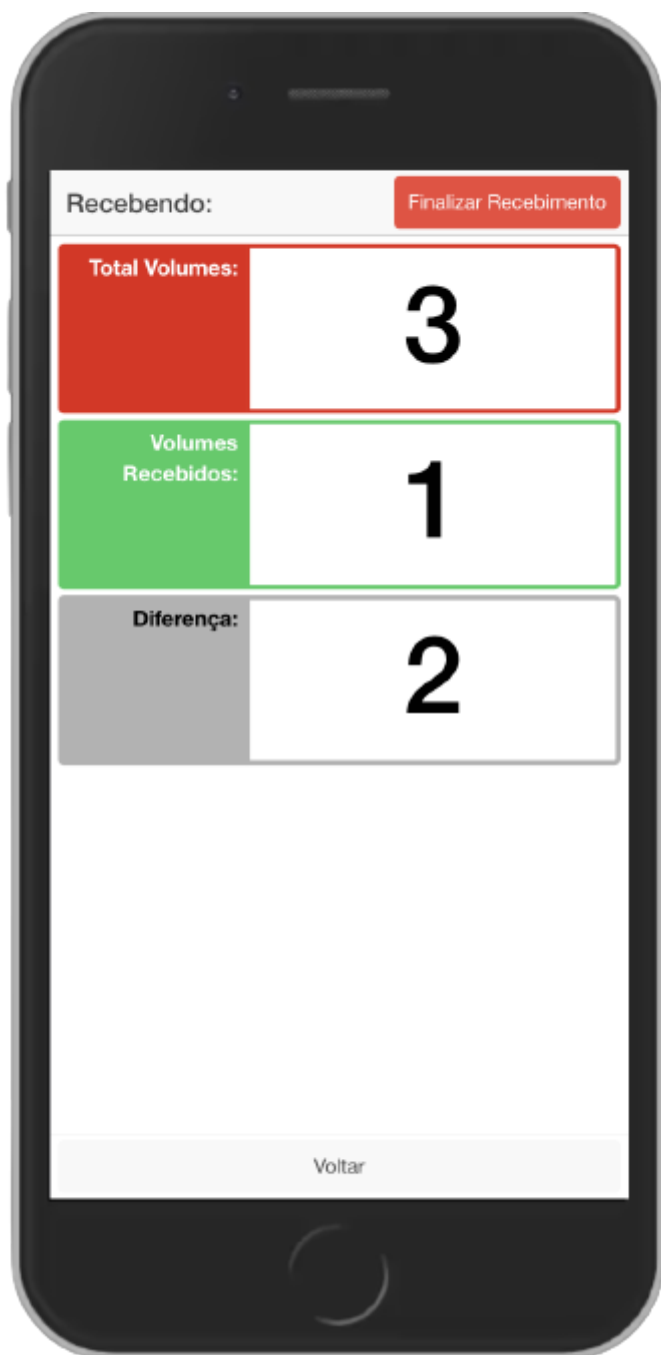 Recebendo:
Finalizar Recebimento
Total Volumes:
3
Volumes
Recebidos:
1
Diferença:
2
Voltar